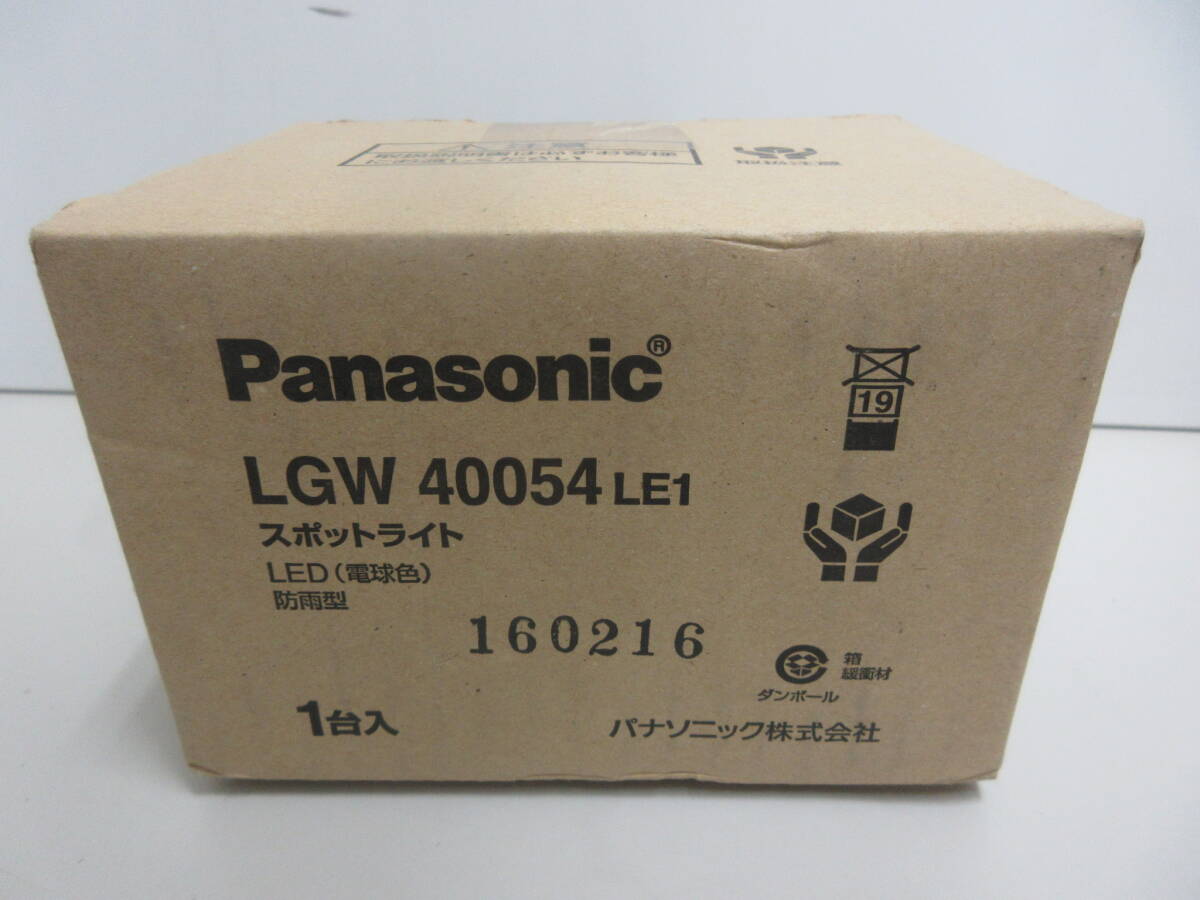 Panasonic®
LGW 40054 LE1
スポットライト
LED(電球色)
防雨型
160216
1台入
19
箱
緩衝材
ダンボール
パナソニック株式会社